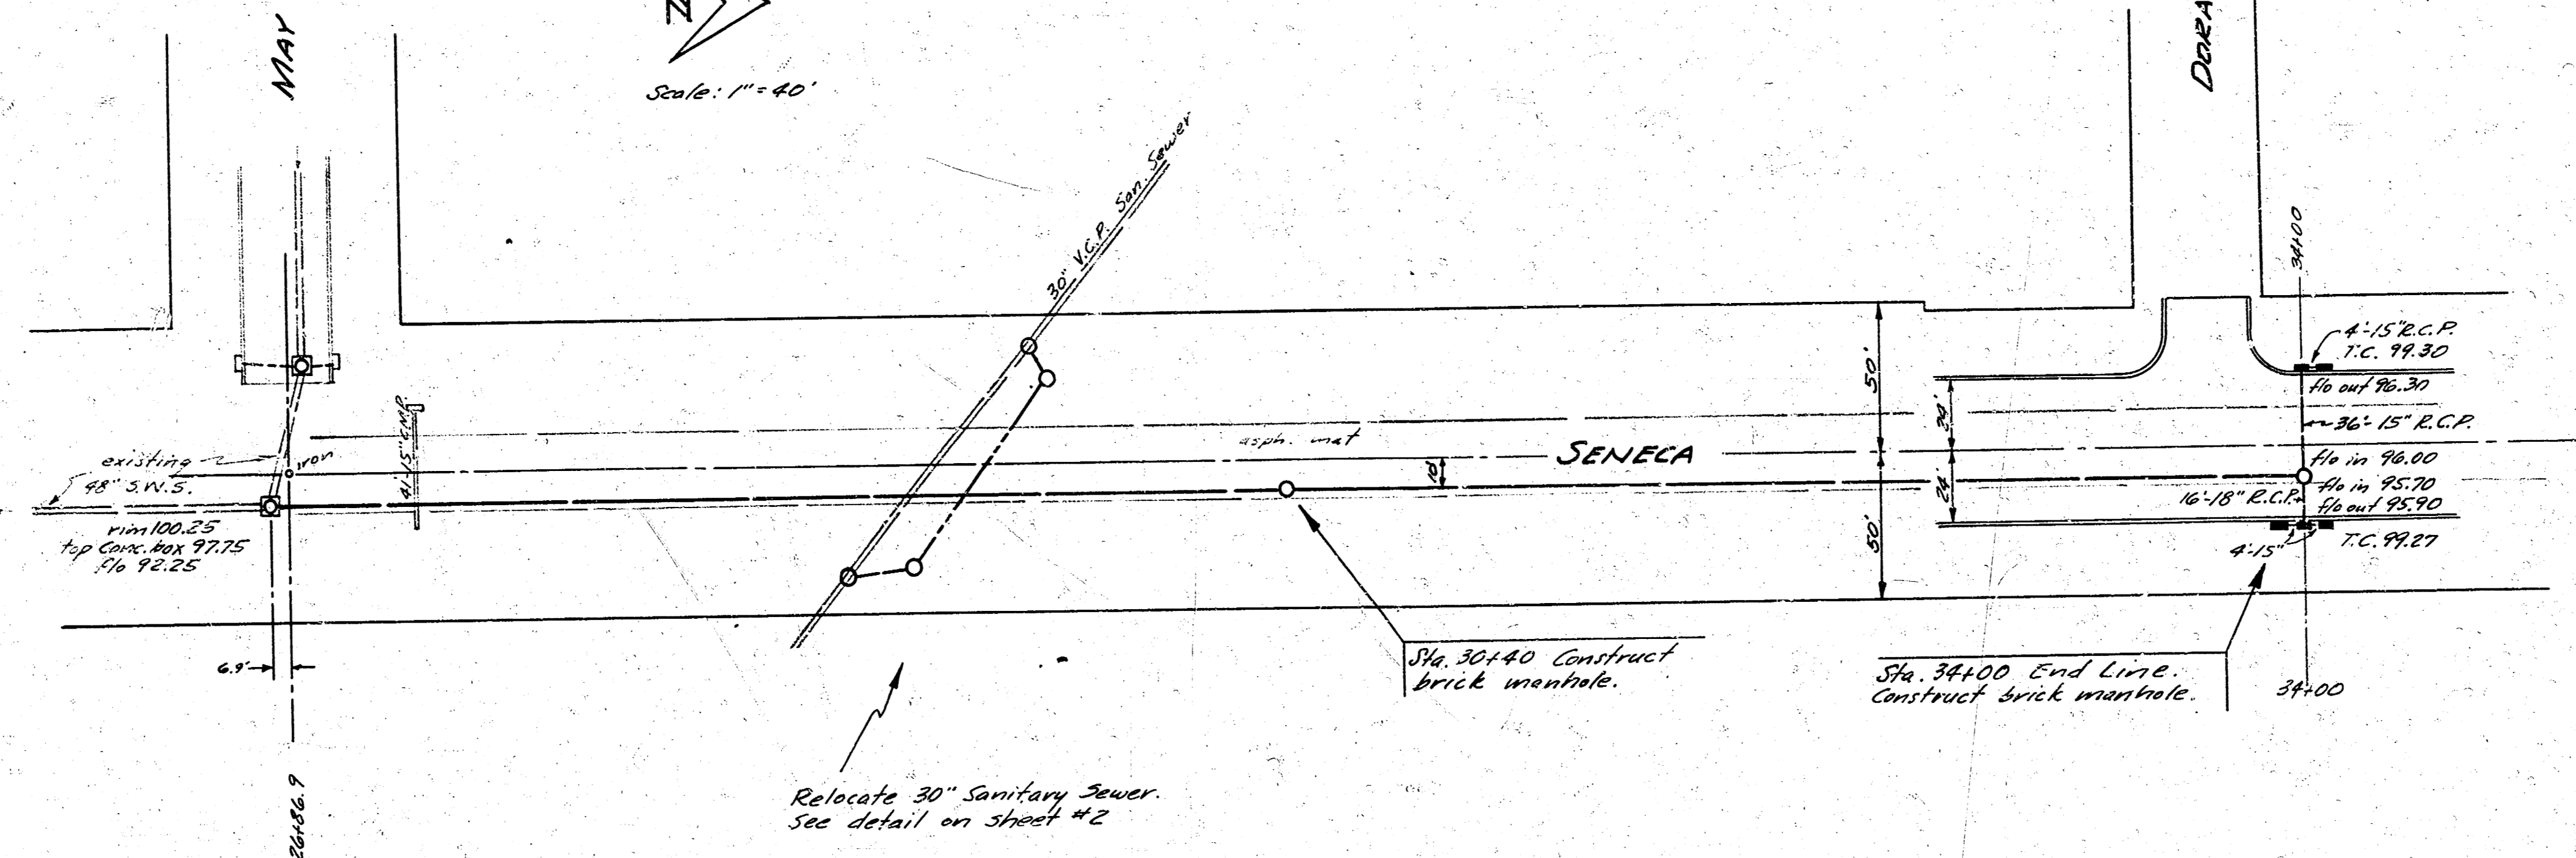 MAY
N
Scale: 1"=40'
DORA
30" V.C.P. San. Sewer
34+00
4'-15" R.C.P.
T.C. 99.30
flo out 96.30
50'
34'
36'-15" R.C.P.
41'-15" C.M.P.
asph. mat
SENECA
existing
iron
48" S.W.S.
10'
flo in 96.00
24'
flo in 95.70
16'-18" R.C.P.
flo out 95.90
rim 100.25
top Conc. box 97.75
flo 92.25
50'
4'-15"
T.C. 99.27
6.9'
Sta. 30+40 Construct
brick manhole.
Sta. 34+00 End Line.
Construct brick manhole.
34+00
Relocate 30" Sanitary Sewer.
See detail on sheet #2
26+86.9